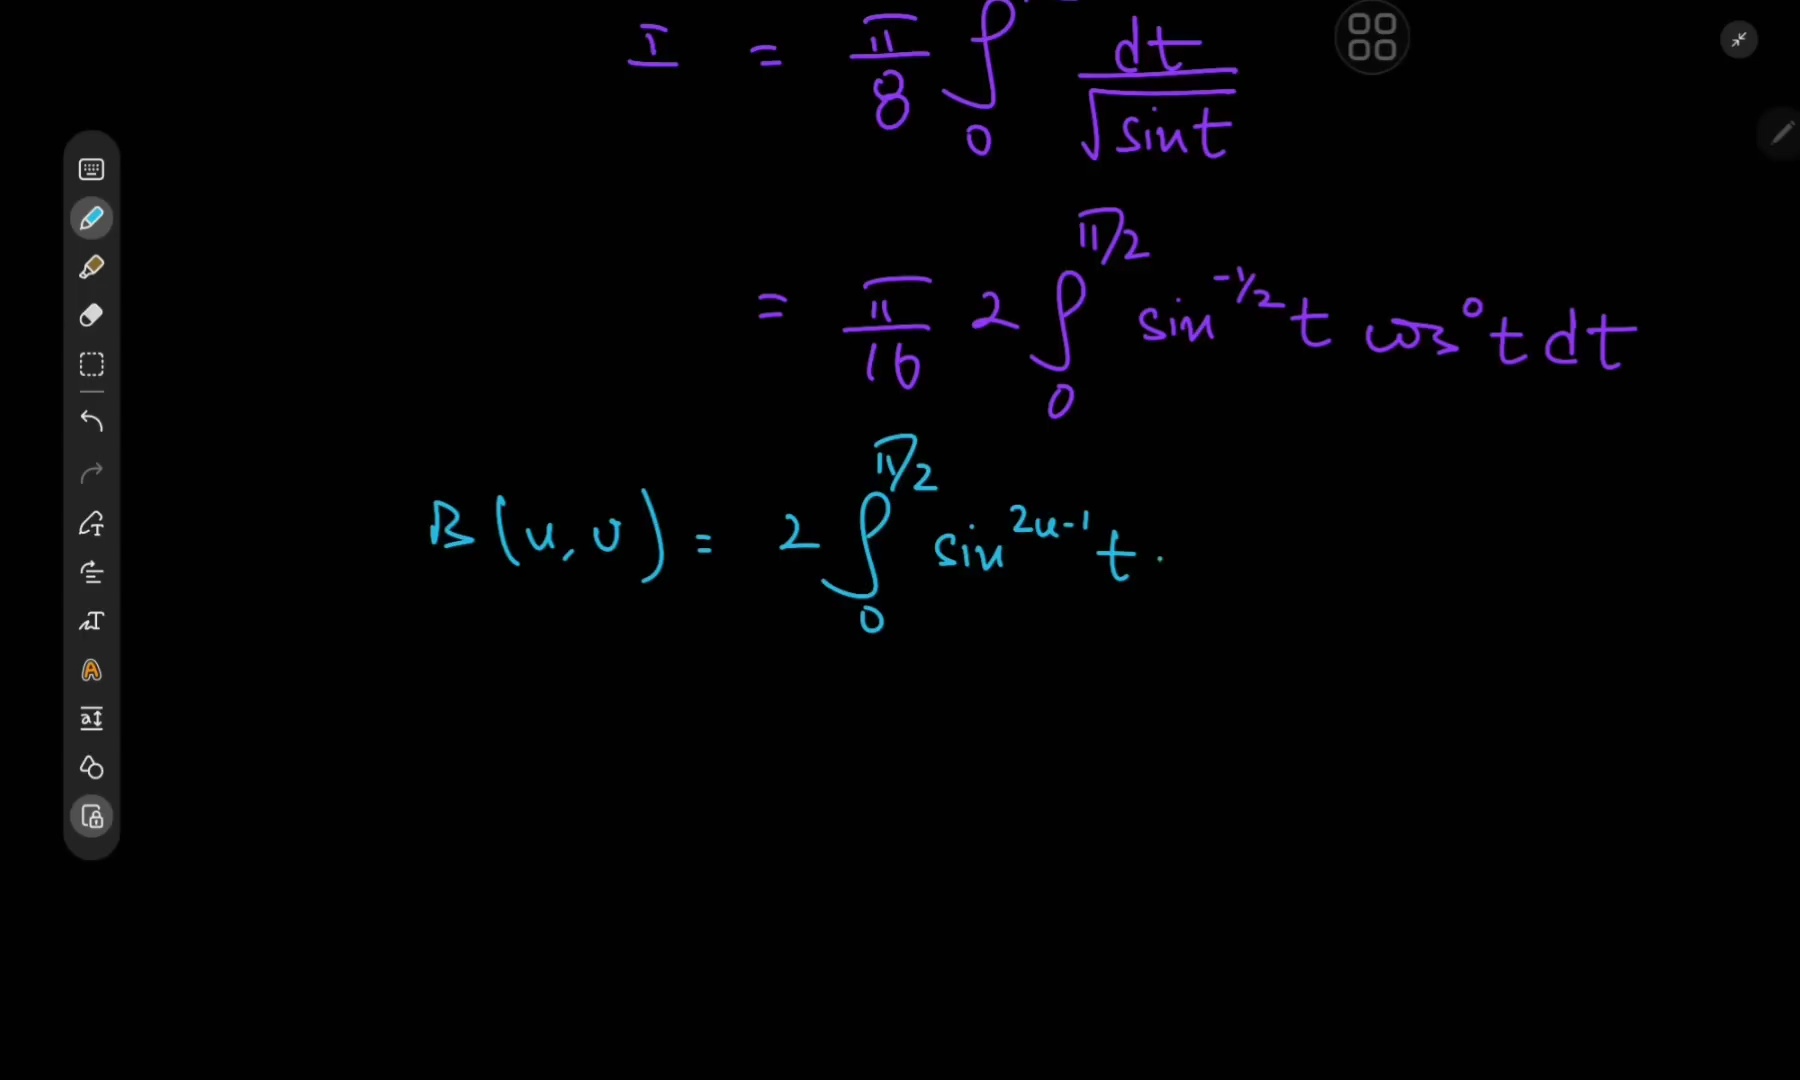 I = π/8 ∫₀ dt/√sin t
= π/16 2 ∫₀^(π/2) sin^(-1/2) t cos⁰ t dt
B(u, v) = 2 ∫₀^(π/2) sin^(2u-1) t